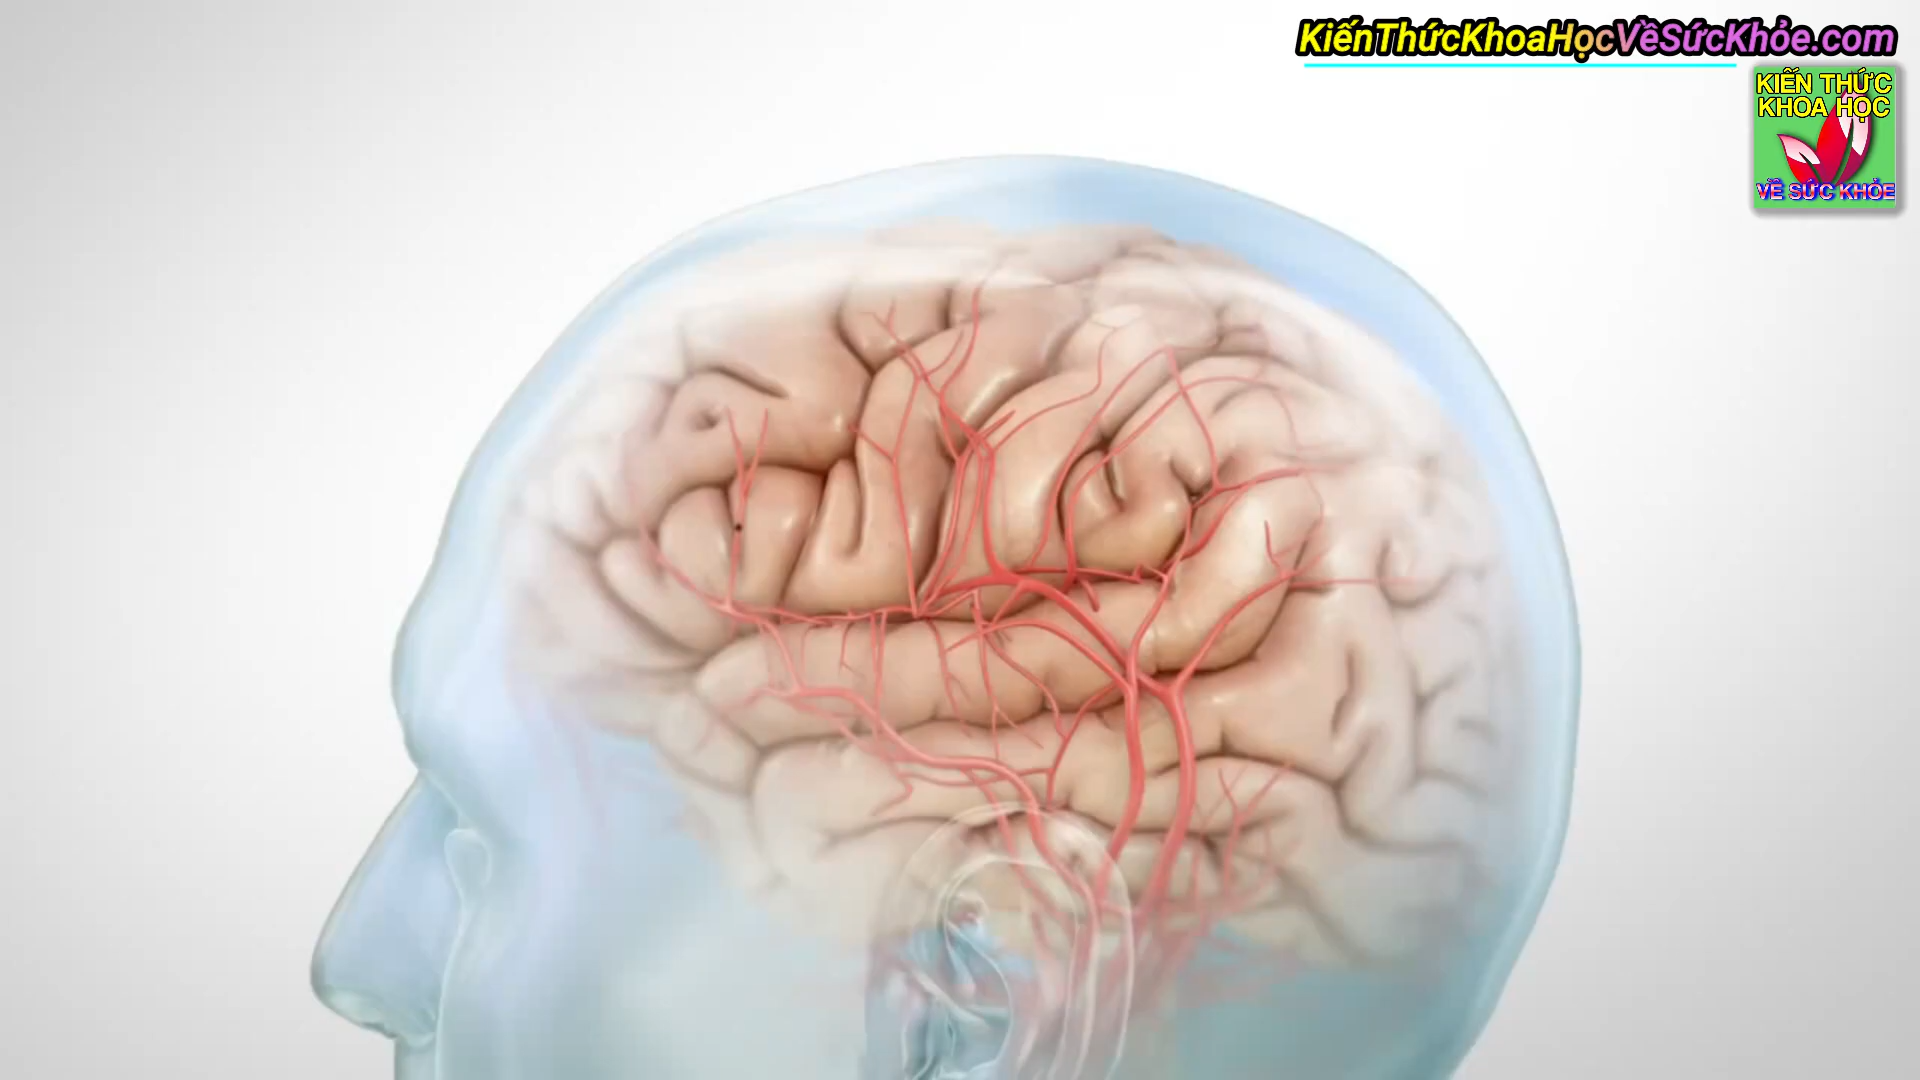 KiếnThứcKhoaHọcVềSứcKhỏe.com
KIẾN THỨC
KHOA HỌC
VỀ SỨC KHỎE